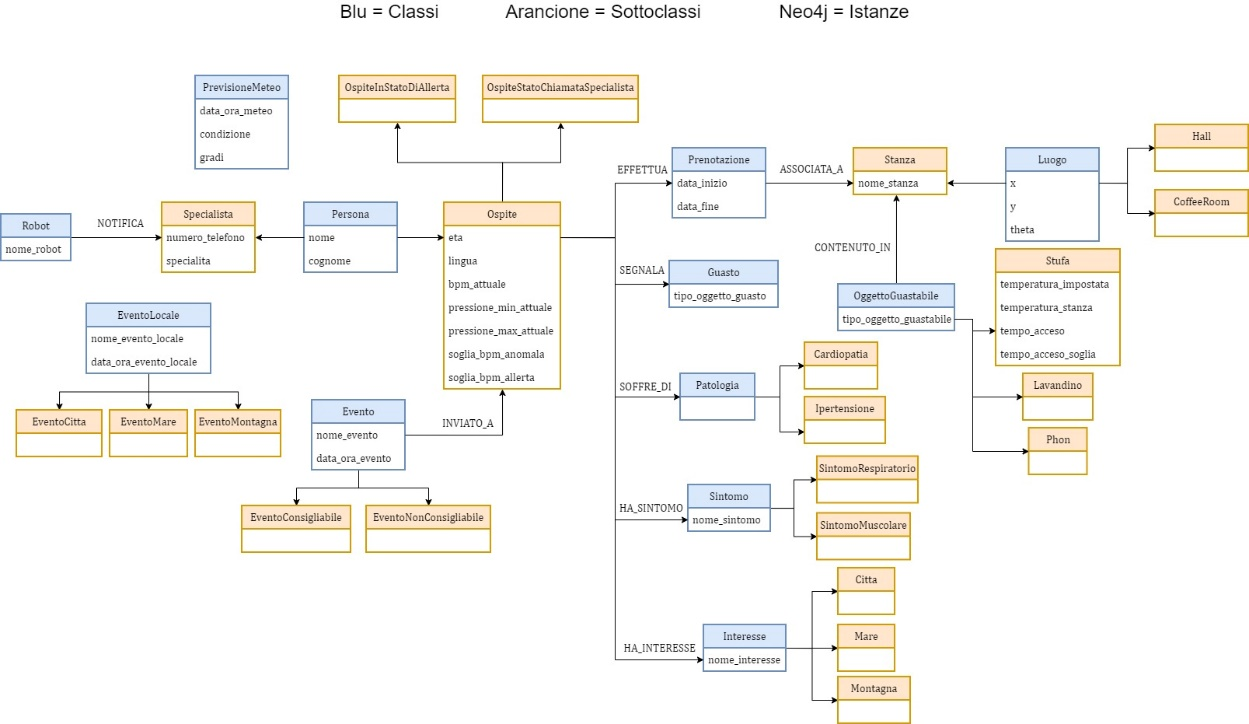 Blu = Classi
Arancione = Sottoclassi
Neo4j = Istanze
PrevisioneMeteo
data_ora_meteo
condizione
gradi
OspiteInStatoDiAllerta
OspiteStatoChiamataSpecialista
EFFETTUA
Prenotazione
data_inizio
data_fine
ASSOCIATA_A
Stanza
nome_stanza
Luogo
x
y
theta
Hall
CoffeeRoom
Robot
nome_robot
NOTIFICA
Specialista
numero_telefono
specialita
Persona
nome
cognome
Ospite
eta
lingua
bpm_attuale
pressione_min_attuale
pressione_max_attuale
soglia_bpm_anomala
soglia_bpm_allerta
SEGNALA
Guasto
tipo_oggetto_guasto
CONTENUTO_IN
OggettoGuastabile
tipo_oggetto_guastabile
Stufa
temperatura_impostata
temperatura_stanza
tempo_acceso
tempo_acceso_soglia
Lavandino
Phon
EventoLocale
nome_evento_locale
data_ora_evento_locale
EventoCitta
EventoMare
EventoMontagna
Evento
nome_evento
data_ora_evento
INVIATO_A
EventoConsigliabile
EventoNonConsigliabile
SOFFRE_DI
Patologia
Cardiopatia
Ipertensione
HA_SINTOMO
Sintomo
nome_sintomo
SintomoRespiratorio
SintomoMuscolare
HA_INTERESSE
Interesse
nome_interesse
Citta
Mare
Montagna